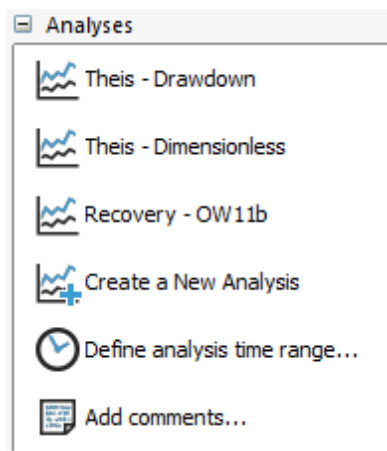 Analyses
Theis - Drawdown
Theis - Dimensionless
Recovery - OW11b
Create a New Analysis
Define analysis time range...
Add comments...